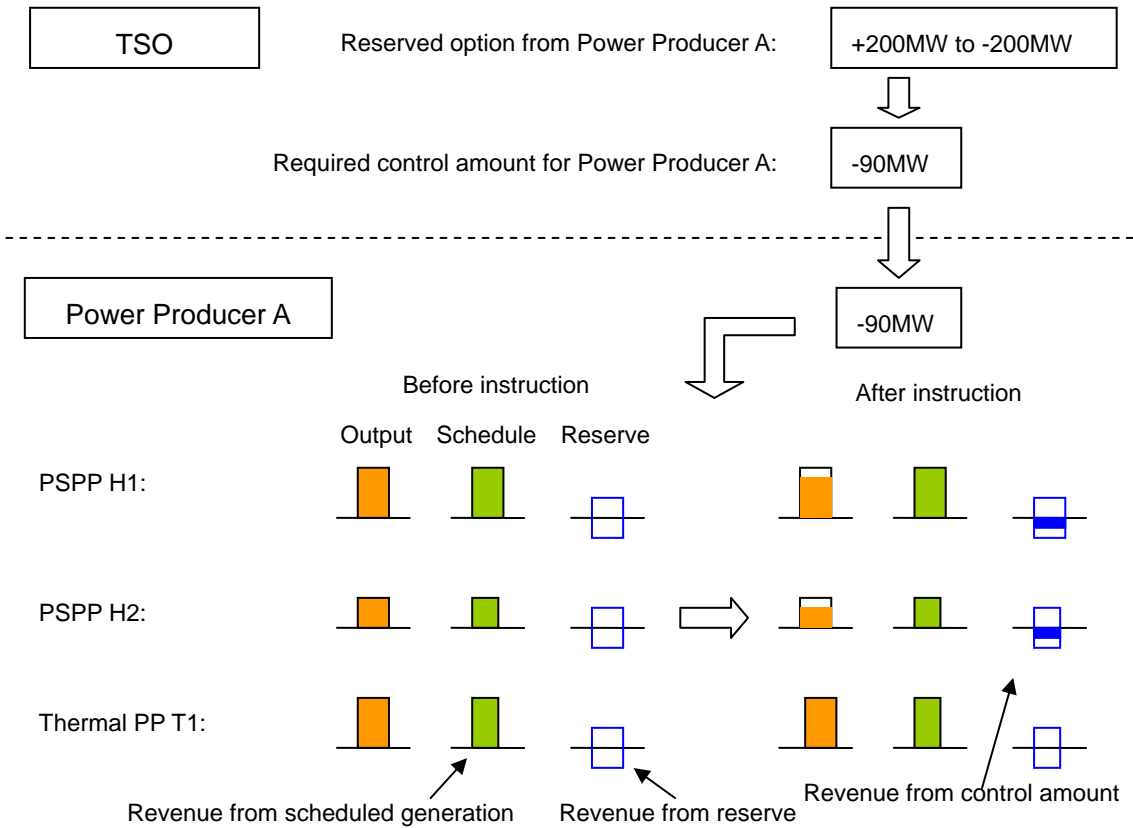 TSO
Reserved option from Power Producer A:
+200MW to -200MW
Required control amount for Power Producer A:
-90MW
Power Producer A
-90MW
Before instruction
After instruction
Output Schedule Reserve
PSPP H1:
PSPP H2:
Thermal PP T1:
Revenue from scheduled generation
Revenue from reserve
Revenue from control amount